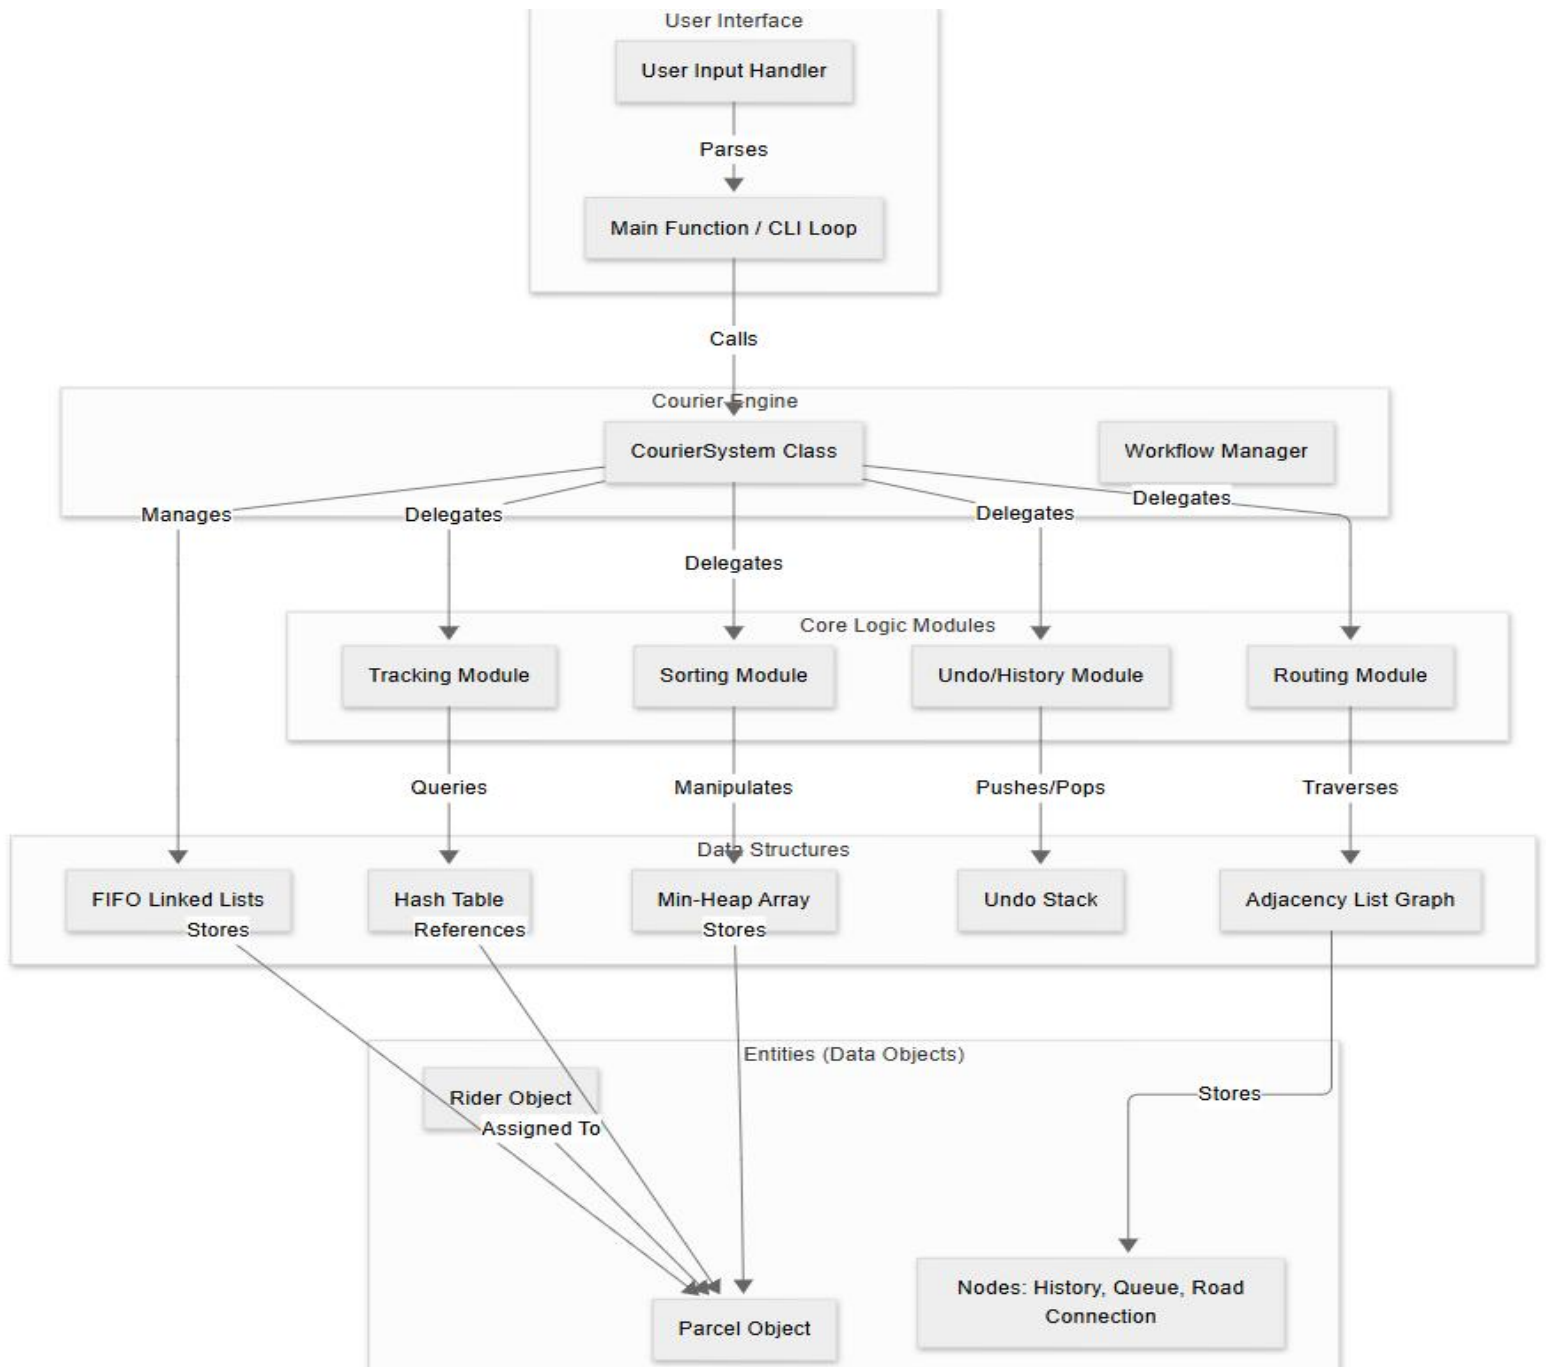 User Interface
User Input Handler
Parses
Main Function / CLI Loop
Calls
Courier Engine
CourierSystem Class
Workflow Manager
Manages
Delegates
Delegates
Delegates
Delegates
Core Logic Modules
Tracking Module
Sorting Module
Undo/History Module
Routing Module
Queries
Manipulates
Pushes/Pops
Traverses
Data Structures
FIFO Linked Lists
Hash Table
Min-Heap Array
Undo Stack
Adjacency List Graph
Stores
References
Stores
Entities (Data Objects)
Rider Object
Stores
Assigned To
Nodes: History, Queue, Road
Connection
Parcel Object